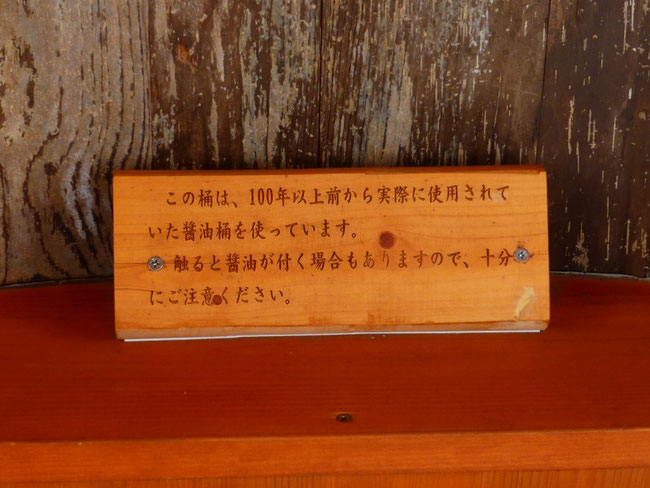 この桶は、100年以上前から実際に使用されて
いた醤油桶を使っています。
触ると醤油が付く場合もありますので、十分
にご注意ください。